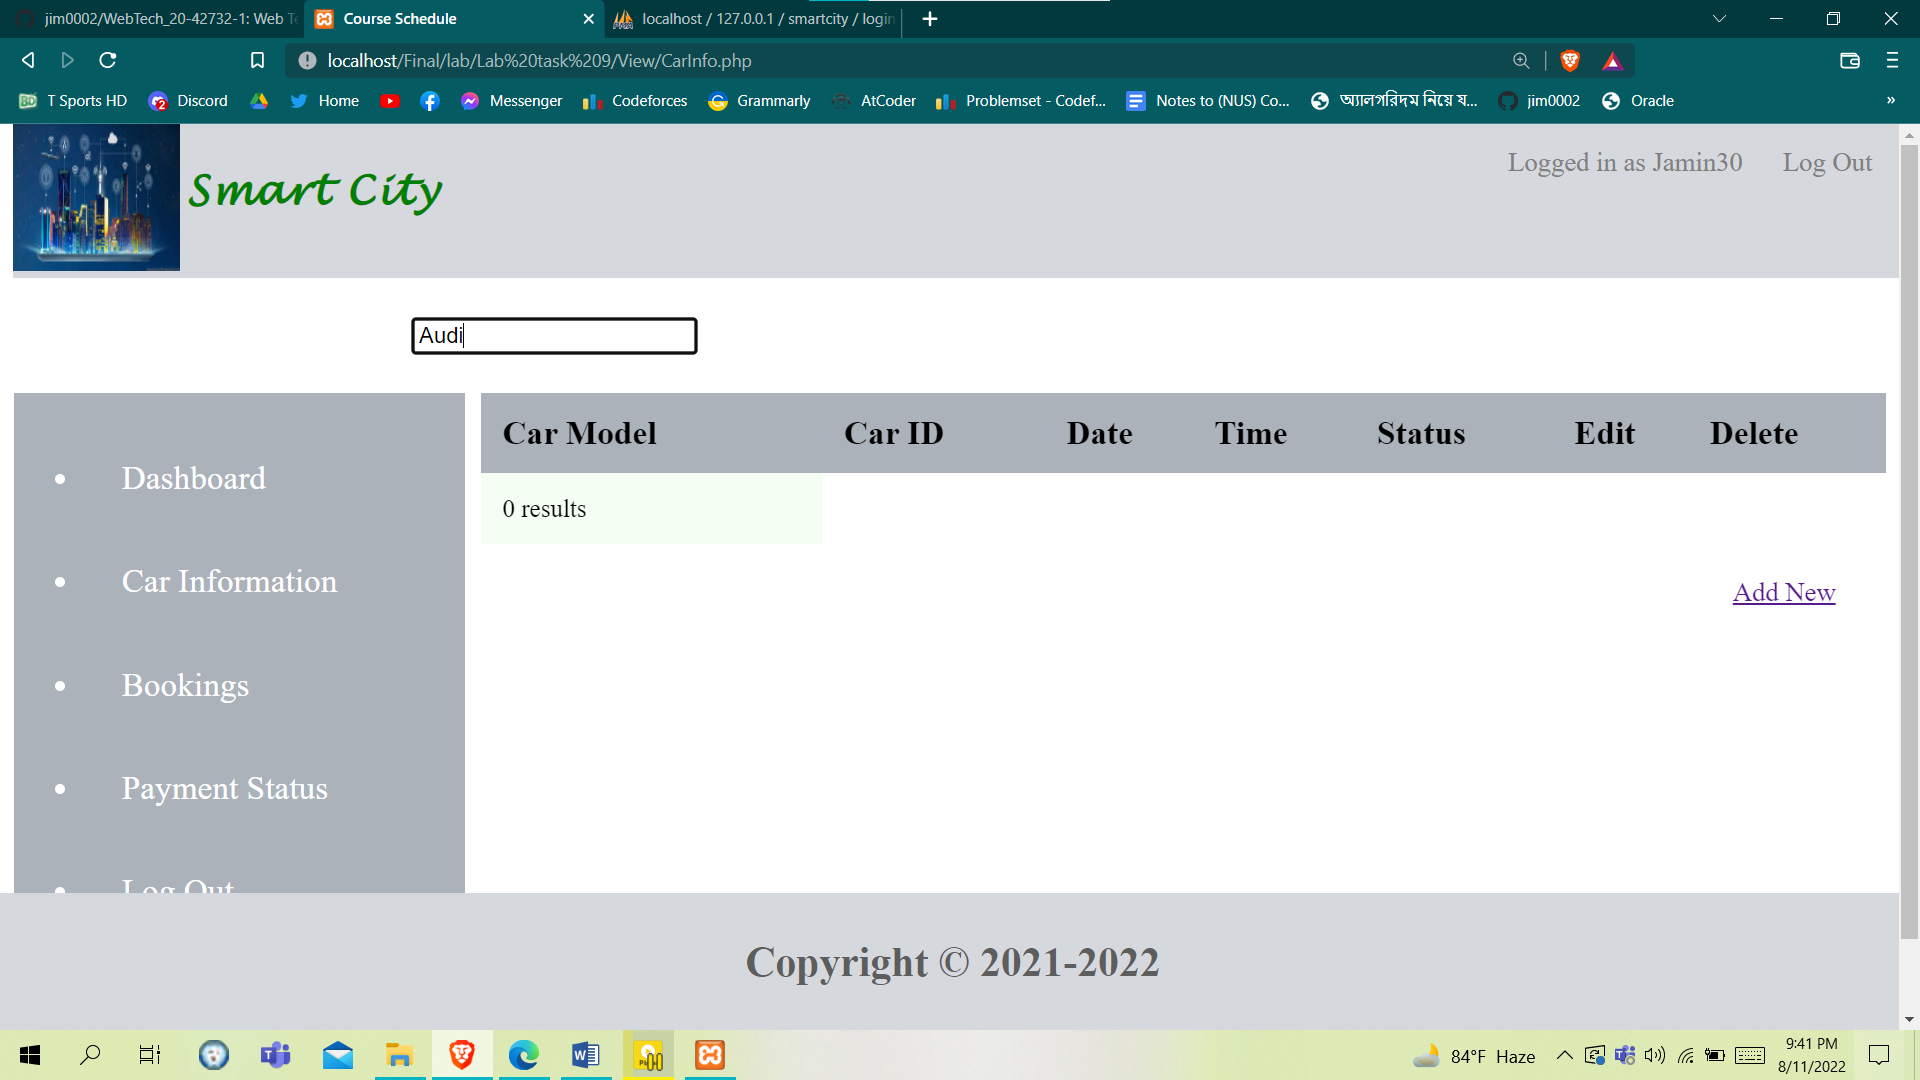 jim0002/WebTech_20-42732-1: Web Te
Course Schedule
localhost / 127.0.0.1 / smartcity / login
localhost/Final/lab/Lab%20task%209/View/CarInfo.php
T Sports HD Discord Home Messenger Codeforces Grammarly AtCoder Problemset - Codef... Notes to (NUS) Co... অ্যালগরিদম নিয়ে য... jim0002 Oracle »
Smart City
Logged in as Jamin30 Log Out
Audi
Car Model Car ID Date Time Status Edit Delete
0 results
Add New
Dashboard
Car Information
Bookings
Payment Status
Log Out
Copyright © 2021-2022
84°F Haze
9:41 PM
8/11/2022